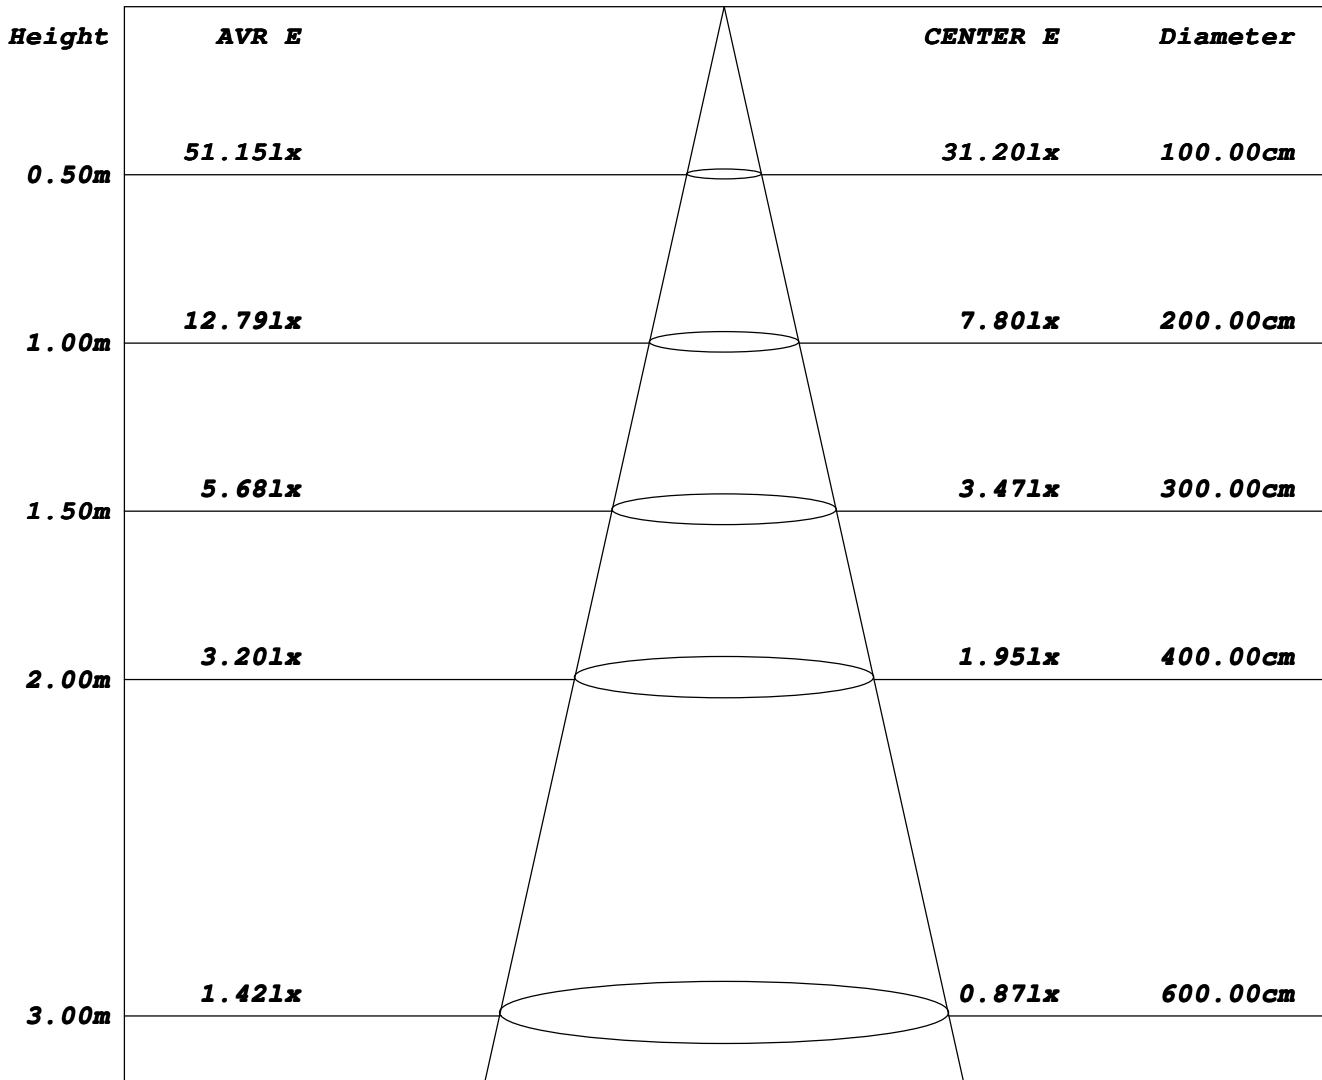 Height AVR E CENTER E Diameter
51.15lx 31.20lx 100.00cm
0.50m
12.79lx 7.80lx 200.00cm
1.00m
5.68lx 3.47lx 300.00cm
1.50m
3.20lx 1.95lx 400.00cm
2.00m
1.42lx 0.87lx 600.00cm
3.00m